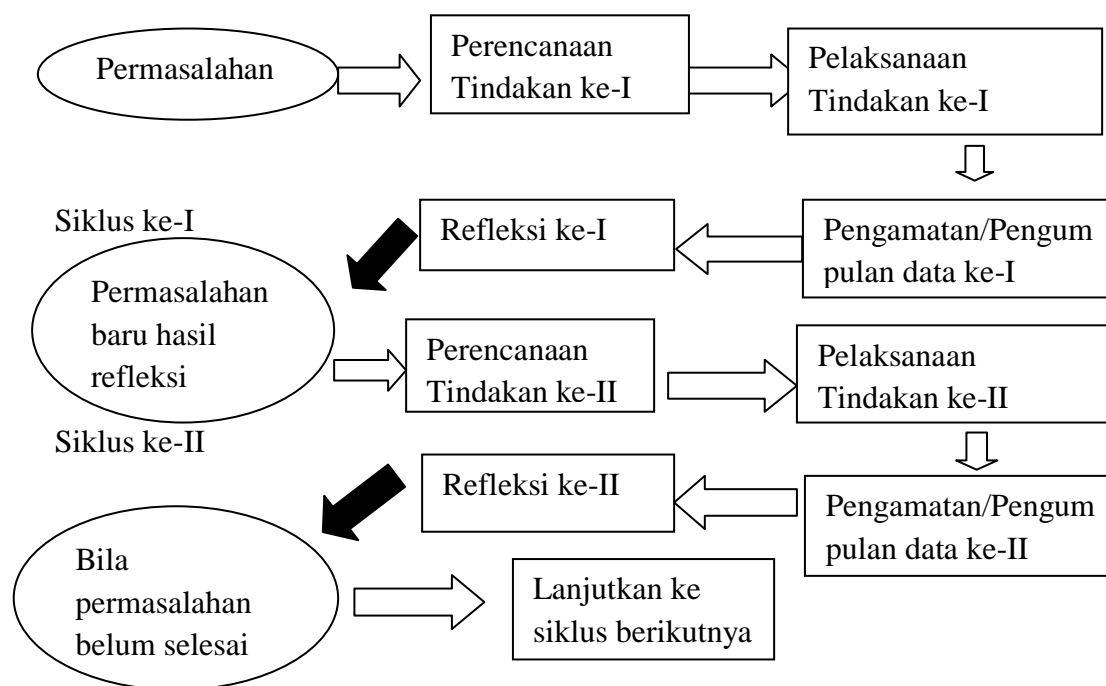 Permasalahan
Perencanaan
Tindakan ke-I
Pelaksanaan
Tindakan ke-I
Siklus ke-I
Refleksi ke-I
Pengamatan/Pengum
pulan data ke-I
Permasalahan
baru hasil
refleksi
Perencanaan
Tindakan ke-II
Pelaksanaan
Tindakan ke-II
Siklus ke-II
Refleksi ke-II
Pengamatan/Pengum
pulan data ke-II
Bila
permasalahan
belum selesai
Lanjutkan ke
siklus berikutnya